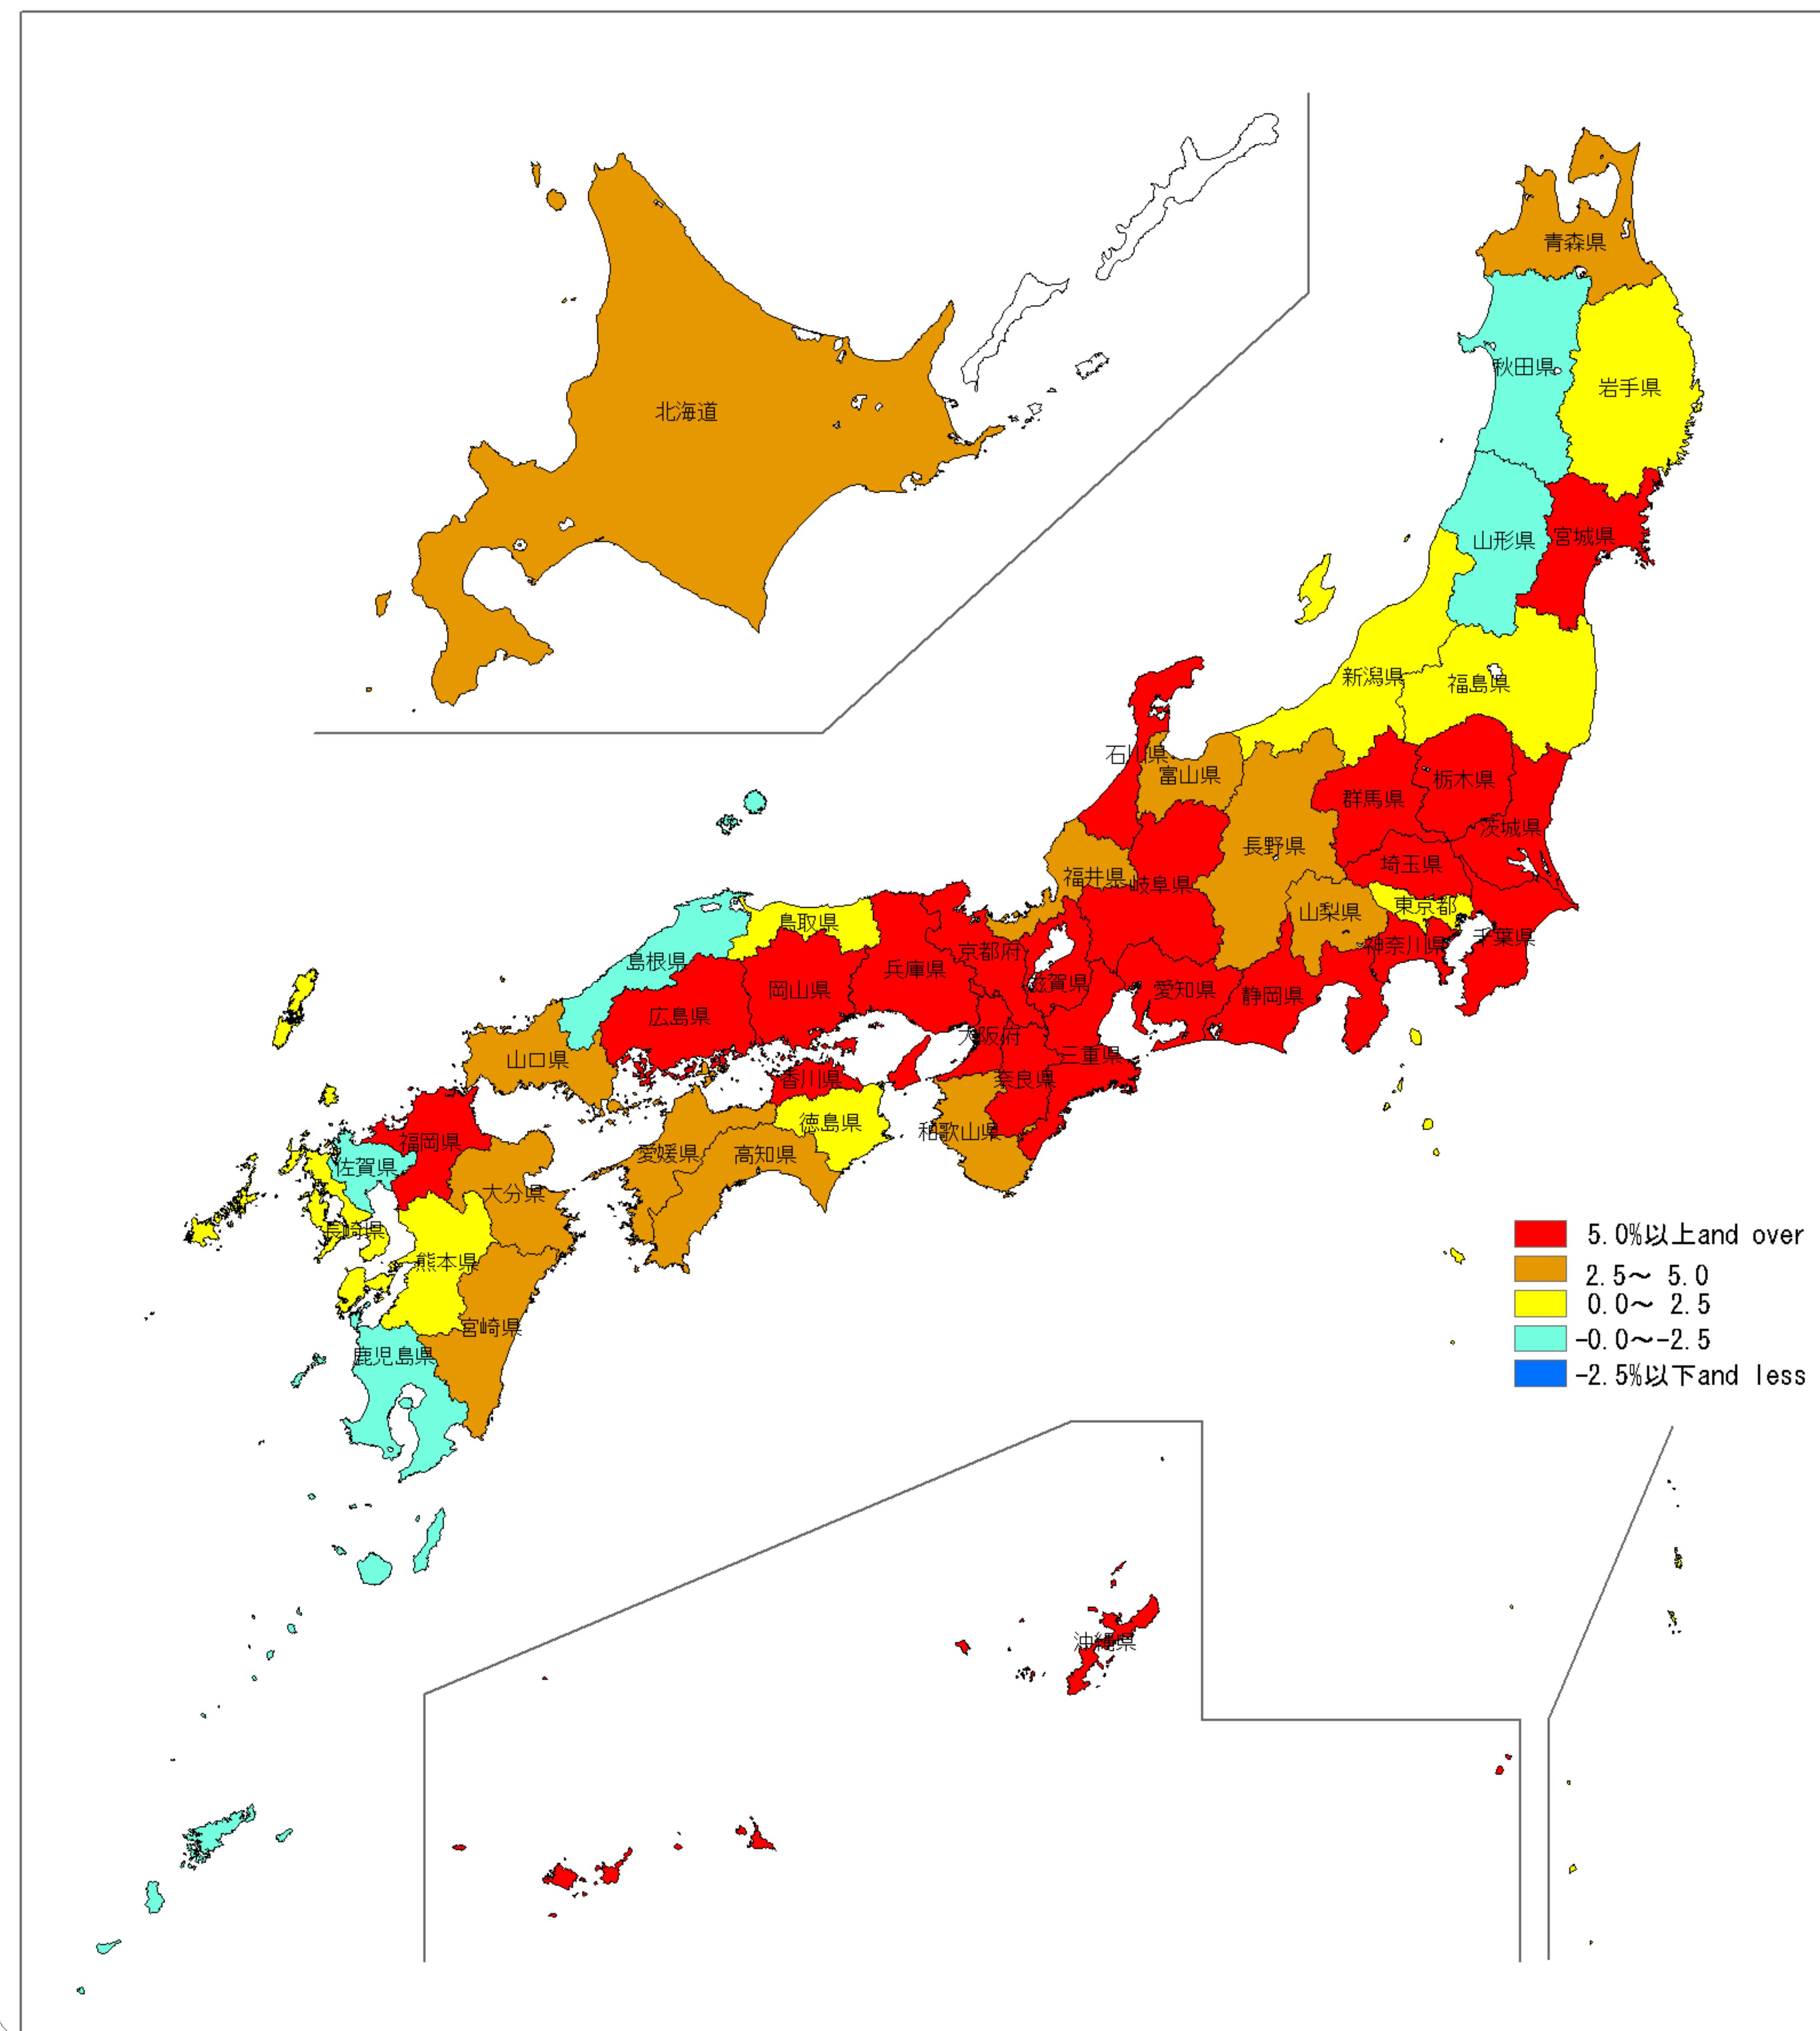 青森県
北海道
秋田県
岩手県
山形県
宮城県
新潟県
福島県
石川県
富山県
群馬県
栃木県
茨城県
長野県
埼玉県
福井県
岐阜県
山梨県
東京都
鳥取県
京都府
神奈川県
千葉県
島根県
兵庫県
岡山県
滋賀県
愛知県
静岡県
広島県
大阪府
山口県
三重県
香川県
奈良県
徳島県
和歌山県
福岡県
愛媛県
高知県
佐賀県
大分県
長崎県
熊本県
宮崎県
鹿児島県
5.0%以上and over
2.5~ 5.0
0.0~ 2.5
-0.0~-2.5
-2.5%以下and less
沖縄県